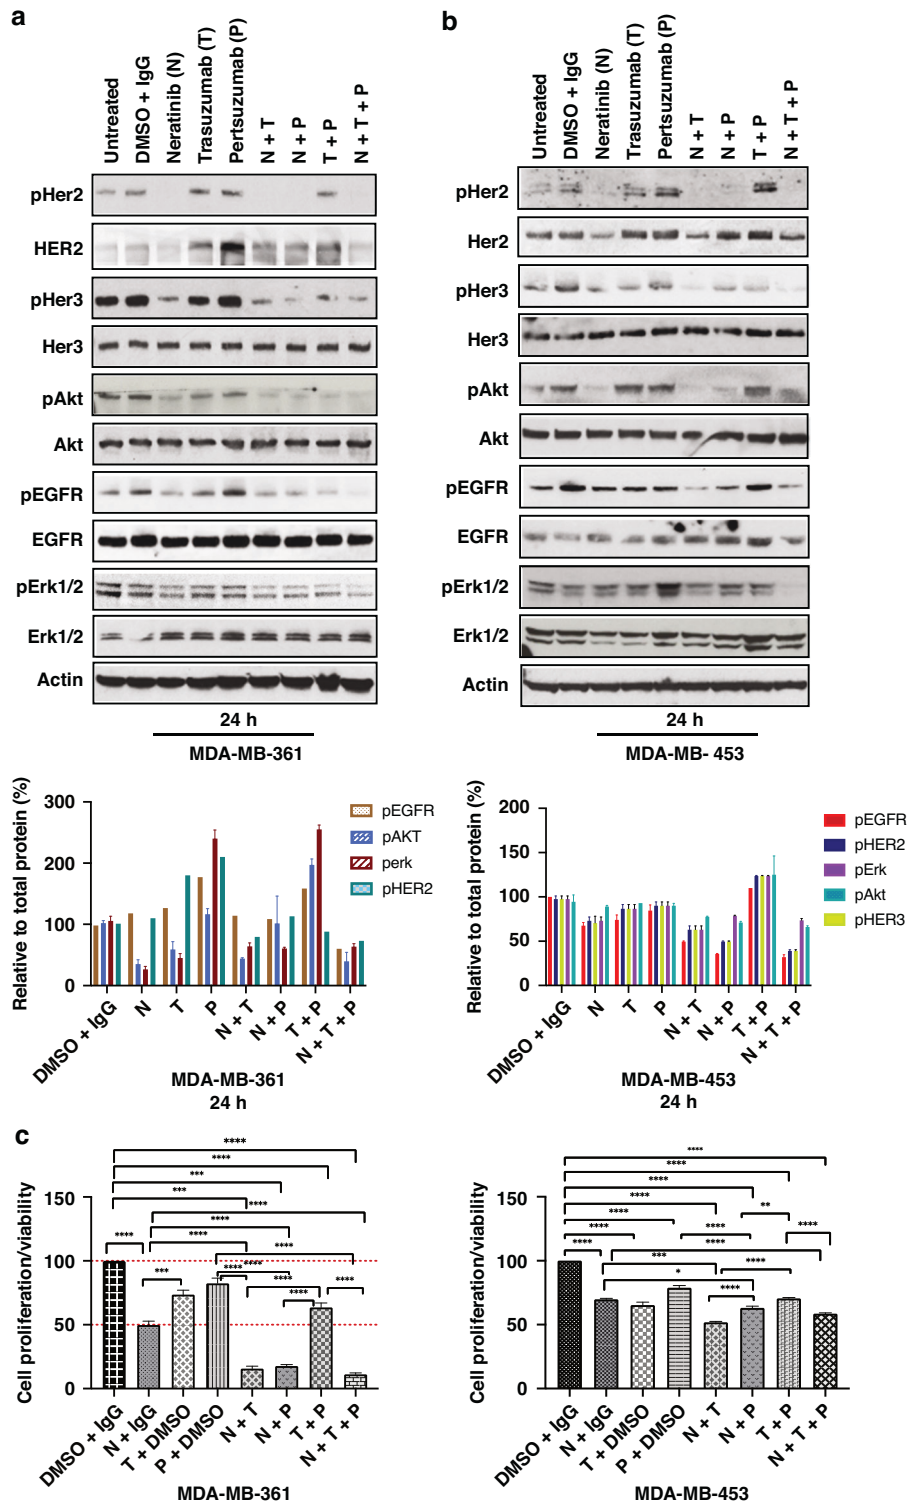 a
Untreated
DMSO + IgG
Neratinib (N)
Trasuzumab (T)
Pertsuzumab (P)
N + T
N + P
T + P
N + T + P
pHer2
HER2
pHer3
Her3
pAkt
Akt
pEGFR
EGFR
pErk1/2
Erk1/2
Actin
24 h
MDA-MB-361
b
Untreated
DMSO + IgG
Neratinib (N)
Trastuzumab (T)
Pertsuzumab (P)
N + T
N + P
T + P
N + T + P
pHer2
Her2
pHer3
Her3
pAkt
Akt
pEGFR
EGFR
pErk1/2
Erk1/2
Actin
24 h
MDA-MB- 453
Relative to total protein (%)
300
200
100
0
pEGFR
pAKT
perk
pHER2
DMSO + IgG
N
T
P
N + T
N + P
T + P
N + T + P
MDA-MB-361
24 h
Relative to total protein (%)
200
150
100
50
0
pEGFR
pHER2
pErk
pAkt
pHER3
DMSO + IgG
N
T
P
N + T
N + P
T + P
N + T + P
MDA-MB-453
24 h
c
Cell proliferation/viability
150
100
50
0
****
****
***
***
****
****
****
****
***
****
****
****
****
****
DMSO + IgG
N + IgG
T + DMSO
P + DMSO
N + T
N + P
T + P
N + T + P
MDA-MB-361
Cell proliferation/viability
150
100
50
0
****
****
****
****
****
**
****
****
****
****
***
****
*
****
DMSO + IgG
N + IgG
T + DMSO
P + DMSO
N + T
N + P
T + P
N + T + P
MDA-MB-453